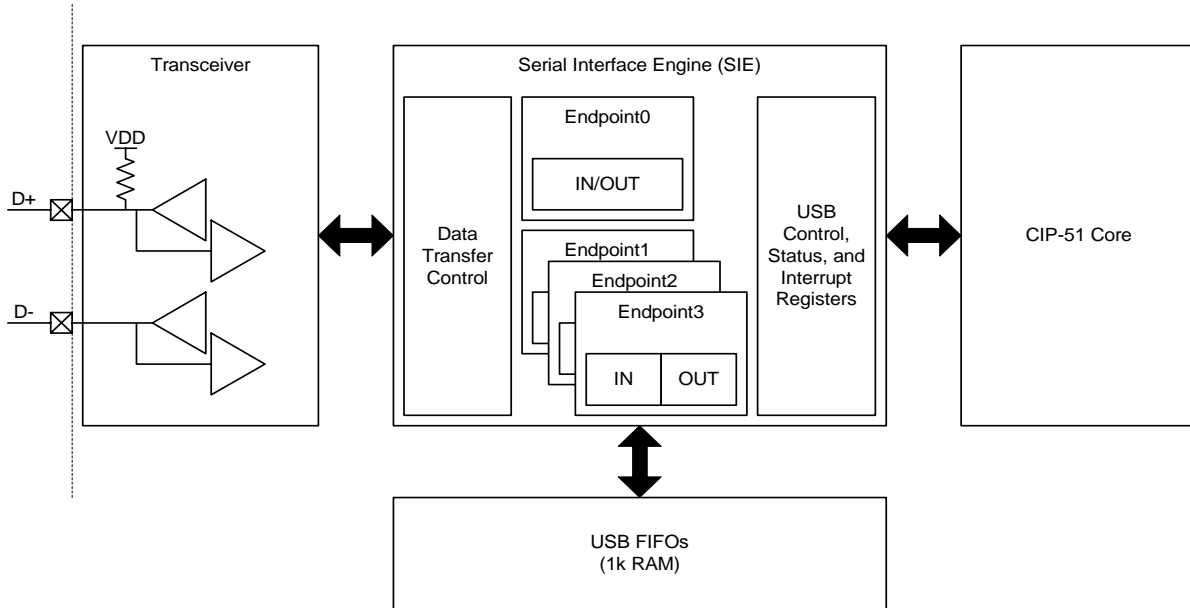 Transceiver
VDD
D+
D-
Serial Interface Engine (SIE)
Data
Transfer
Control
Endpoint0
IN/OUT
Endpoint1
Endpoint2
Endpoint3
IN OUT
USB
Control,
Status, and
Interrupt
Registers
CIP-51 Core
USB FIFOs
(1k RAM)